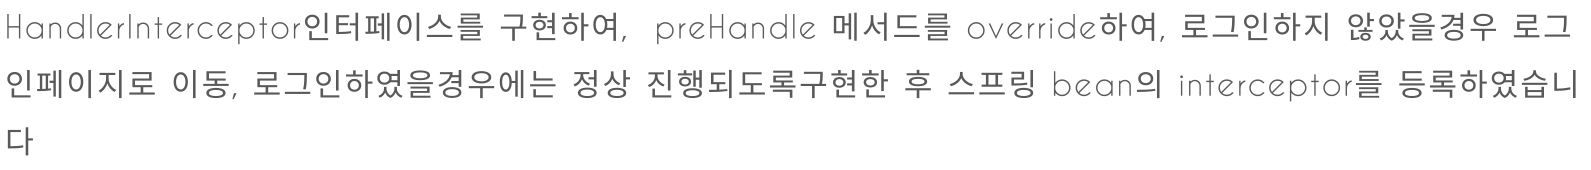 HandlerInterceptor인터페이스를 구현하여,  preHandle 메서드를 override하여, 로그인하지 않았을경우 로그
인페이지로 이동, 로그인하였을경우에는 정상 진행되도록구현한 후 스프링 bean의 interceptor를 등록하였습니
다